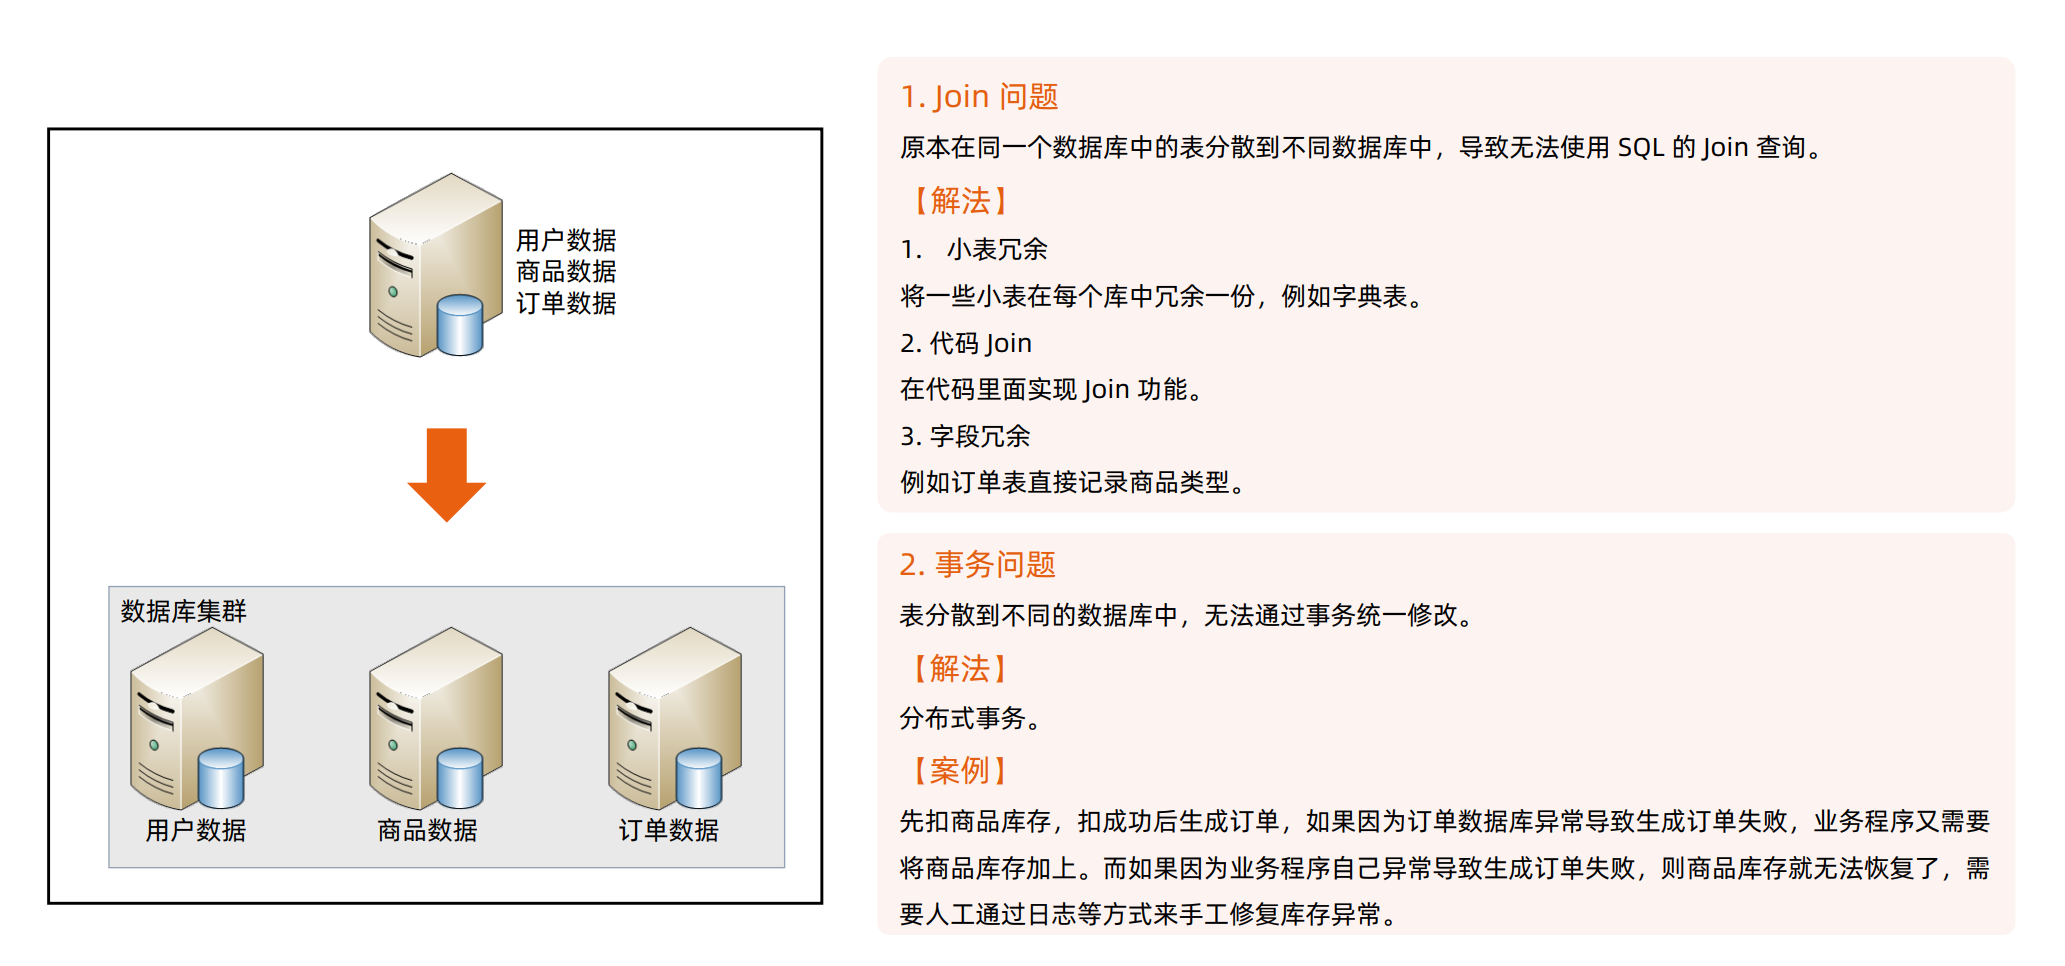 用户数据
商品数据
订单数据
数据库集群
用户数据
商品数据
订单数据
1. Join 问题
原本在同一个数据库中的表分散到不同数据库中，导致无法使用 SQL 的 Join 查询。
【解法】
1. 小表冗余
将一些小表在每个库中冗余一份，例如字典表。
2. 代码 Join
在代码里面实现 Join 功能。
3. 字段冗余
例如订单表直接记录商品类型。
2. 事务问题
表分散到不同的数据库中，无法通过事务统一修改。
【解法】
分布式事务。
【案例】
先扣商品库存，扣成功后生成订单，如果因为订单数据库异常导致生成订单失败，业务程序又需要
将商品库存加上。而如果因为业务程序自己异常导致生成订单失败，则商品库存就无法恢复了，需
要人工通过日志等方式来手工修复库存异常。